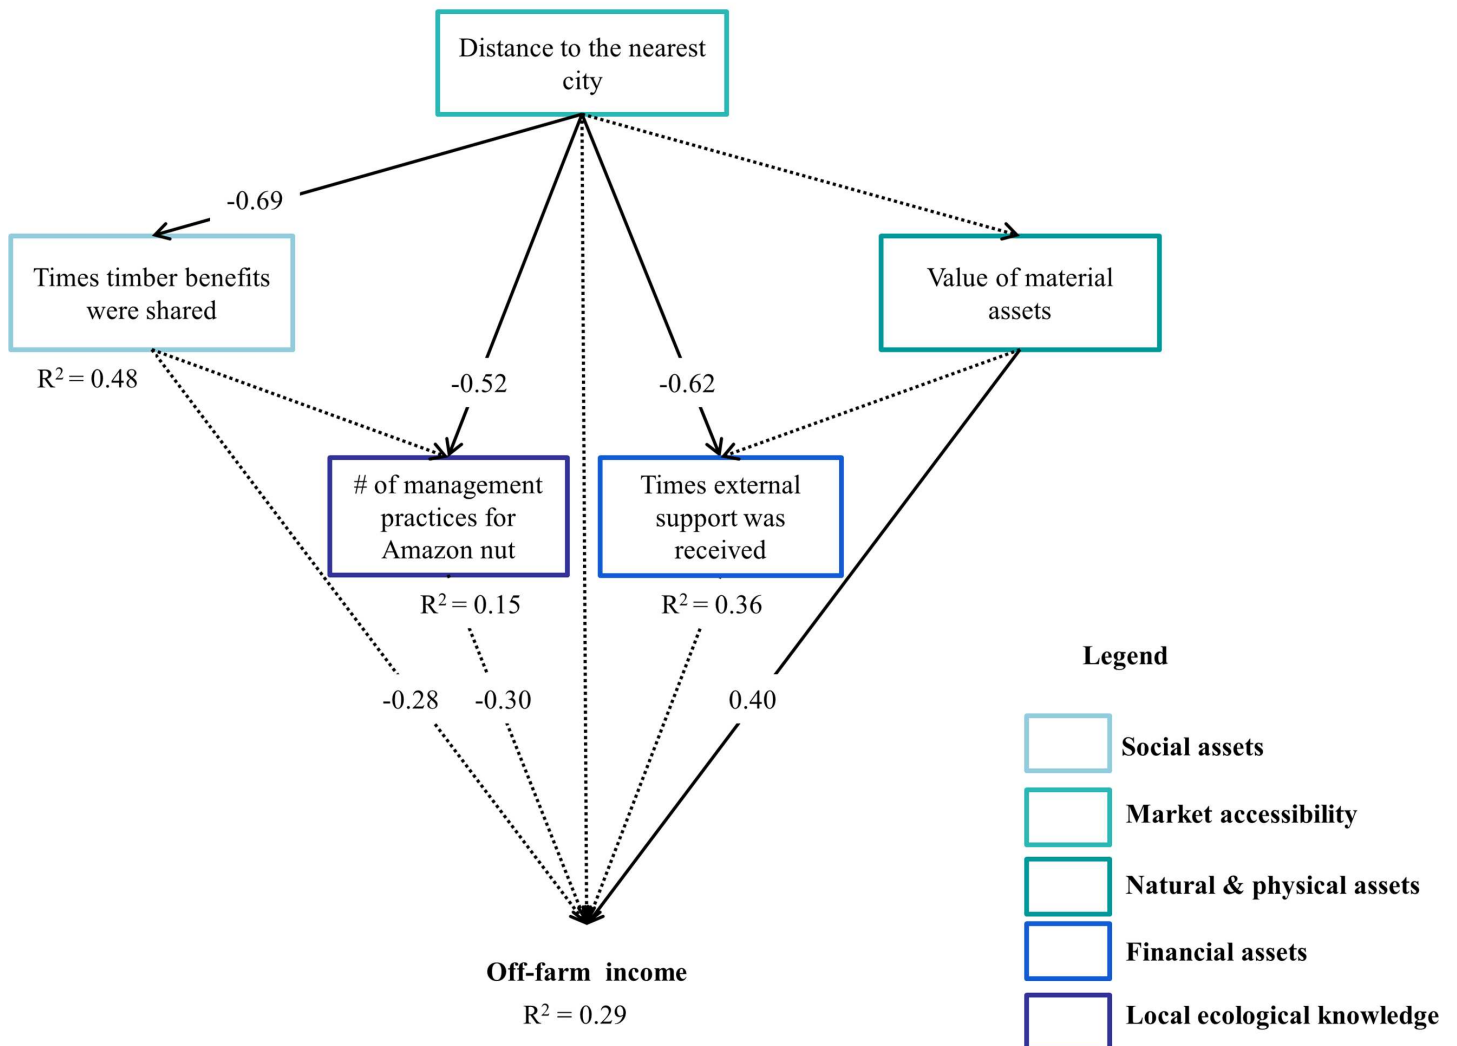 Distance to the nearest
city
-0.69
Times timber benefits
were shared
R² = 0.48
Value of material
assets
-0.52
-0.62
# of management
practices for
Amazon nut
R² = 0.15
Times external
support was
received
R² = 0.36
-0.28
-0.30
0.40
Off-farm income
R² = 0.29
Legend
Social assets
Market accessibility
Natural & physical assets
Financial assets
Local ecological knowledge